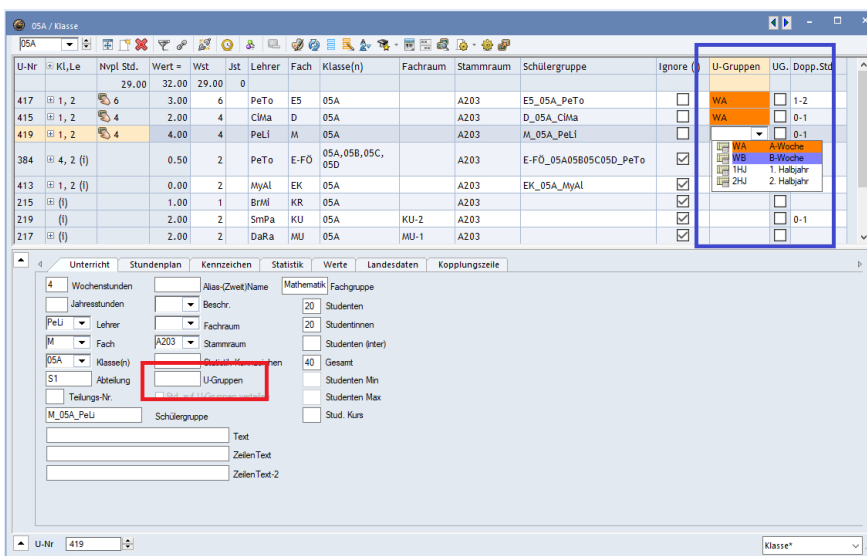 05A / Klasse
05A
U-Nr Kl,Le Nvpl Std. Wert = Wst Jst Lehrer Fach Klasse(n) Fachraum Stammraum Schülergruppe Ignore (i) U-Gruppen UG. Dopp.Std
29.00 32.00 29.00 0
417 1, 2 6 3.00 6 PeTo E5 05A A203 E5_05A_PeTo WA 1-2
415 1, 2 4 2.00 4 CiMa D 05A A203 D_05A_CiMa WA 0-1
419 1, 2 4 4.00 4 PeLi M 05A A203 M_05A_PeLi 0-1
WA A-Woche
384 4, 2 (i) 0.50 2 PeTo E-FÖ 05A,05B,05C, 05D A203 E-FÖ_05A05B05C05D_PeTo
WB B-Woche
1HJ 1. Halbjahr
2HJ 2. Halbjahr
413 1, 2 (i) 0.00 2 MyAl EK 05A A203 EK_05A_MyAl
215 (i) 1.00 1 BrMi KR 05A A203
219 (i) 2.00 2 SmPa KU 05A KU-2 A203 0-1
217 (i) 2.00 2 DaRa MU 05A MU-1 A203
Unterricht Stundenplan Kennzeichen Statistik Werte Landesdaten Kopplungszeile
4 Wochenstunden Alias-(Zweit)Name Mathematik Fachgruppe
Jahresstunden Beschr. 20 Studenten
PeLi Lehrer Fachraum 20 Studentinnen
M Fach A203 Stammraum Studenten (inter)
05A Klasse(n) Statistik-Kennzeichen 40 Gesamt
S1 Abteilung U-Gruppen Studenten Min
Teilungs-Nr. Std. auf U-Gruppen verteilen Studenten Max
M_05A_PeLi Schülergruppe Stud. Kurs
Text
ZeilenText
ZeilenText-2
U-Nr 419 Klasse*